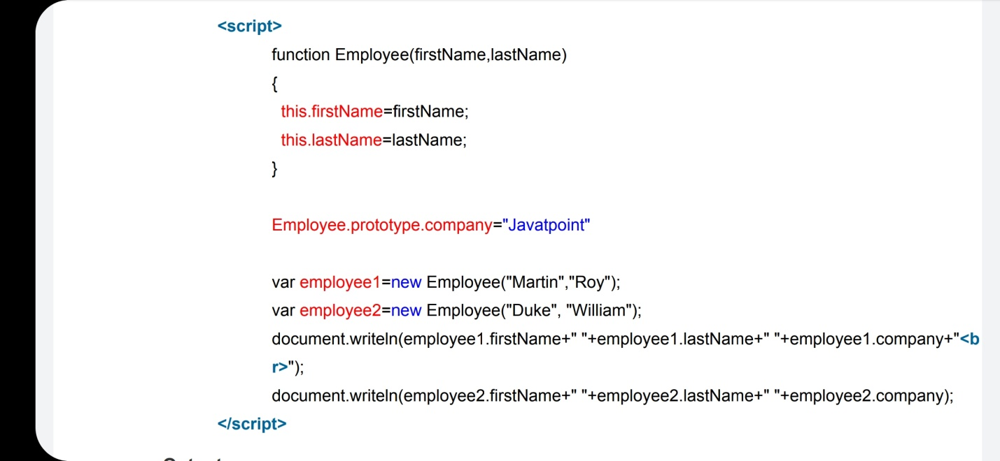 <script>
function Employee(firstName,lastName)
{
this.firstName=firstName;
this.lastName=lastName;
}
Employee.prototype.company="Javatpoint"
var employee1=new Employee("Martin","Roy");
var employee2=new Employee("Duke", "William");
document.writeln(employee1.firstName+" "+employee1.lastName+" "+employee1.company+"<b
r>");
document.writeln(employee2.firstName+" "+employee2.lastName+" "+employee2.company);
</script>